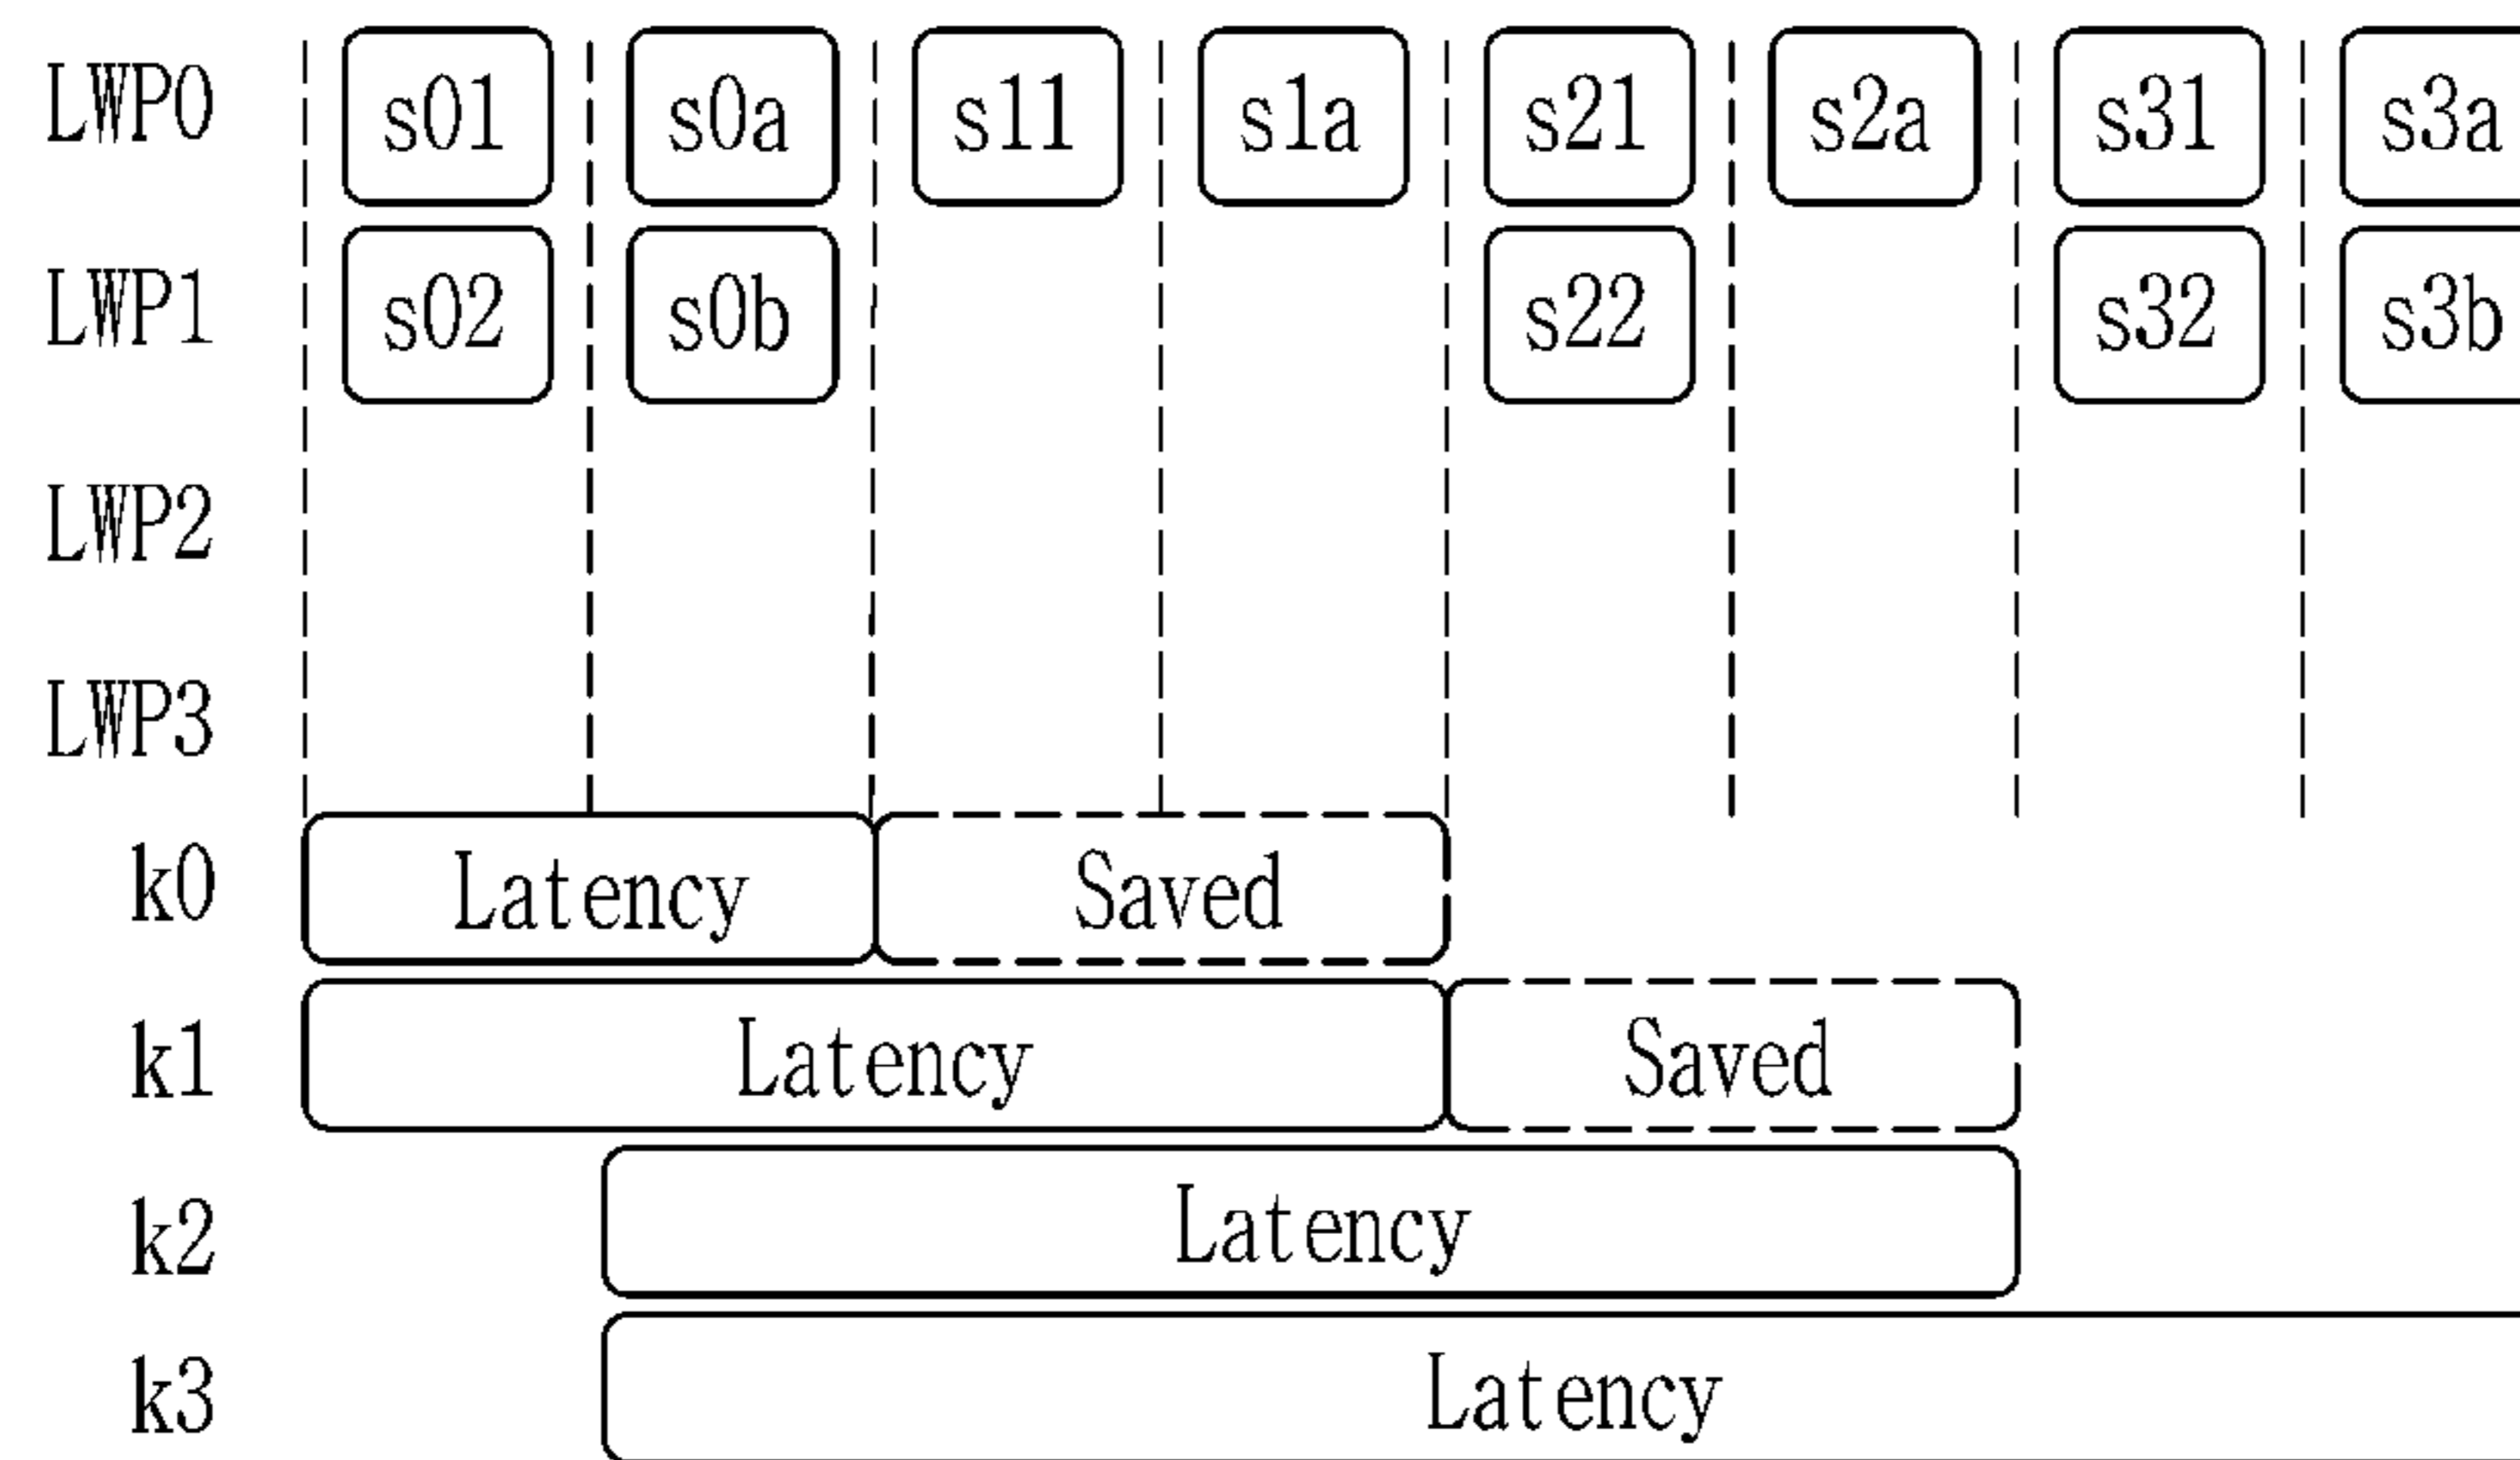 LWP0 s01 s0a s11 s1a s21 s2a s31 s3a
LWP1 s02 s0b s22 s32 s3b
LWP2
LWP3
k0 Latency Saved
k1 Latency Saved
k2 Latency
k3 Latency